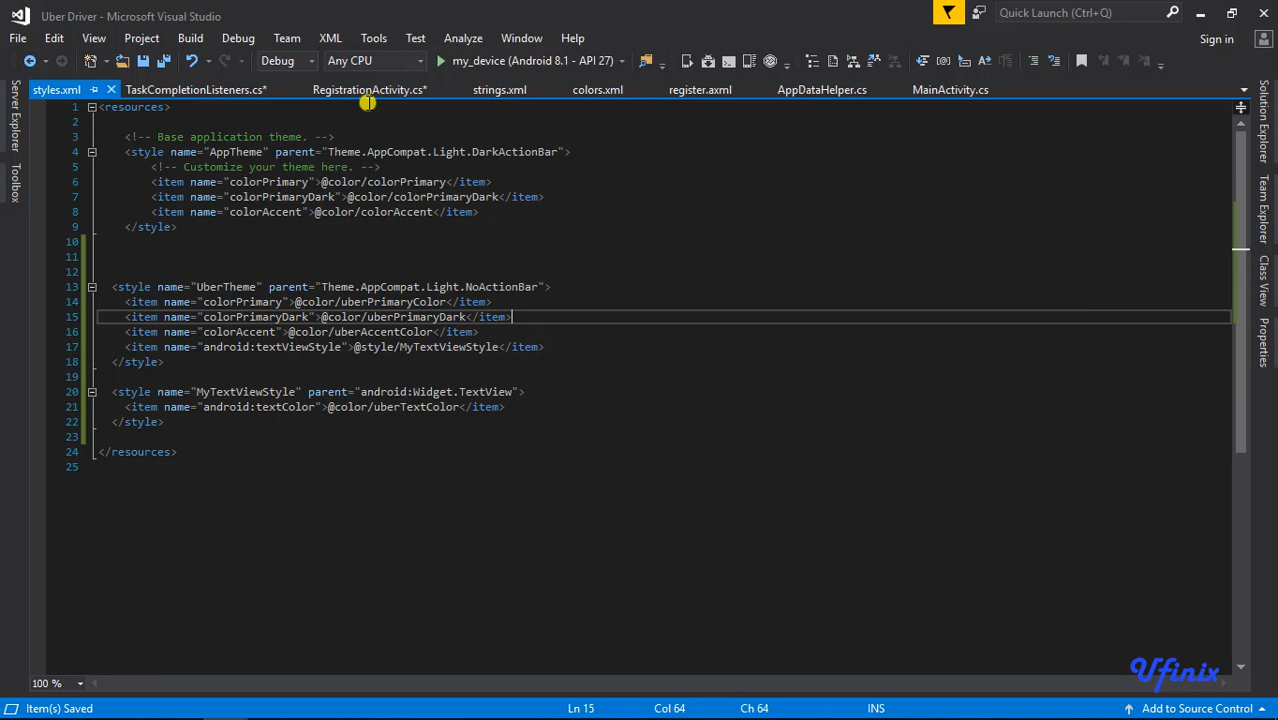 Uber Driver - Microsoft Visual Studio
Quick Launch (Ctrl+Q)
File Edit View Project Build Debug Team XML Tools Test Analyze Window Help
Sign in
Debug Any CPU my_device (Android 8.1 - API 27)
styles.xml TaskCompletionListeners.cs* RegistrationActivity.cs* strings.xml colors.xml register.axml AppDataHelper.cs MainActivity.cs
Server Explorer
Toolbox
1 <resources>
2
3 <!-- Base application theme. -->
4 <style name="AppTheme" parent="Theme.AppCompat.Light.DarkActionBar">
5 <!-- Customize your theme here. -->
6 <item name="colorPrimary">@color/colorPrimary</item>
7 <item name="colorPrimaryDark">@color/colorPrimaryDark</item>
8 <item name="colorAccent">@color/colorAccent</item>
9 </style>
10
11
12
13 <style name="UberTheme" parent="Theme.AppCompat.Light.NoActionBar">
14 <item name="colorPrimary">@color/uberPrimaryColor</item>
15 <item name="colorPrimaryDark">@color/uberPrimaryDark</item>
16 <item name="colorAccent">@color/uberAccentColor</item>
17 <item name="android:textViewStyle">@style/MyTextViewStyle</item>
18 </style>
19
20 <style name="MyTextViewStyle" parent="android:Widget.TextView">
21 <item name="android:textColor">@color/uberTextColor</item>
22 </style>
23
24 </resources>
25
Solution Explorer
Team Explorer
Class View
Properties
Ufinix
100 %
Item(s) Saved Ln 15 Col 64 Ch 64 INS Add to Source Control